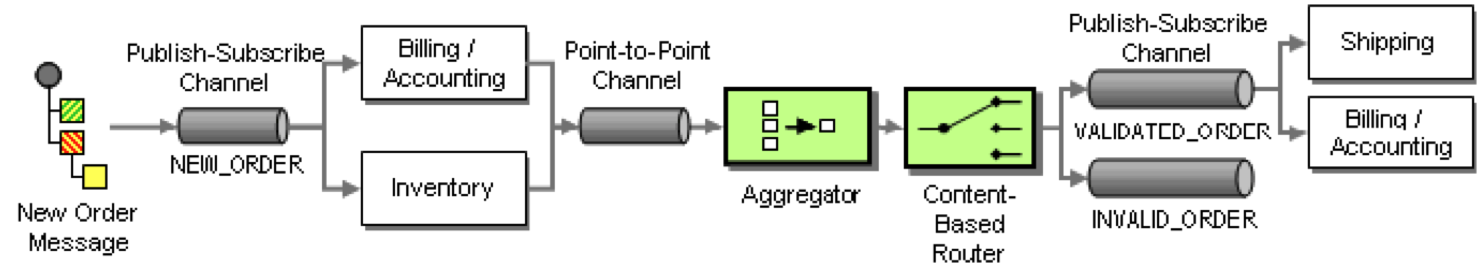 New Order
Message
Publish-Subscribe
Channel
NEW_ORDER
Billing /
Accounting
Inventory
Point-to-Point
Channel
Aggregator
Content-
Based
Router
Publish-Subscribe
Channel
VALIDATED_ORDER
INVALID_ORDER
Shipping
Billing /
Accounting